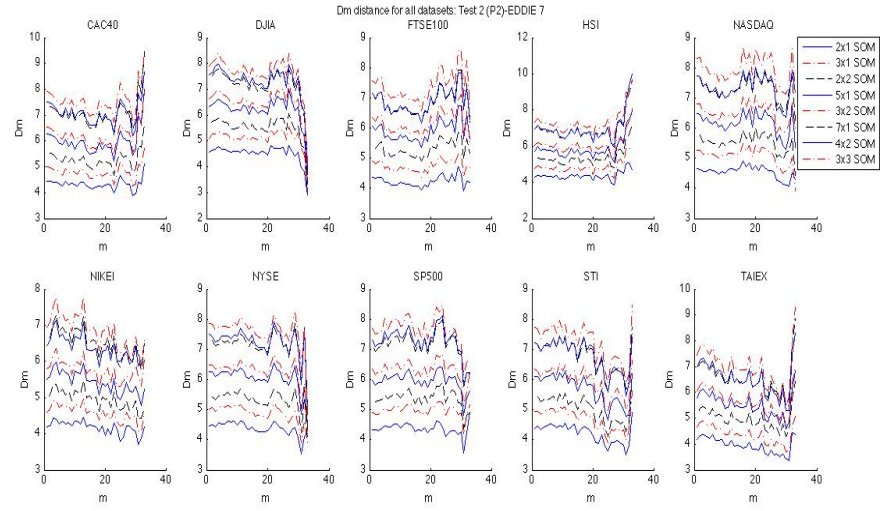 Dm distance for all datasets: Test 2 (P2)-EDDIE 7
CAC40
DJIA
FTSE100
HSI
NASDAQ
10
9
8
7
6
5
4
3
Dm
0
20
40
m
9
8
7
6
5
4
3
2
Dm
0
20
40
m
9
8
7
6
5
4
3
Dm
0
20
40
m
12
10
8
6
4
2
Dm
0
20
40
m
9
8
7
6
5
4
3
Dm
0
20
40
m
2x1 SOM
3x1 SOM
2x2 SOM
5x1 SOM
3x2 SOM
7x1 SOM
4x2 SOM
3x3 SOM
NIKEI
NYSE
SP500
STI
TAIEX
8
7
6
5
4
3
Dm
0
20
40
m
9
8
7
6
5
4
3
Dm
0
20
40
m
9
8
7
6
5
4
3
Dm
0
20
40
m
9
8
7
6
5
4
3
Dm
0
20
40
m
10
9
8
7
6
5
4
3
Dm
0
20
40
m